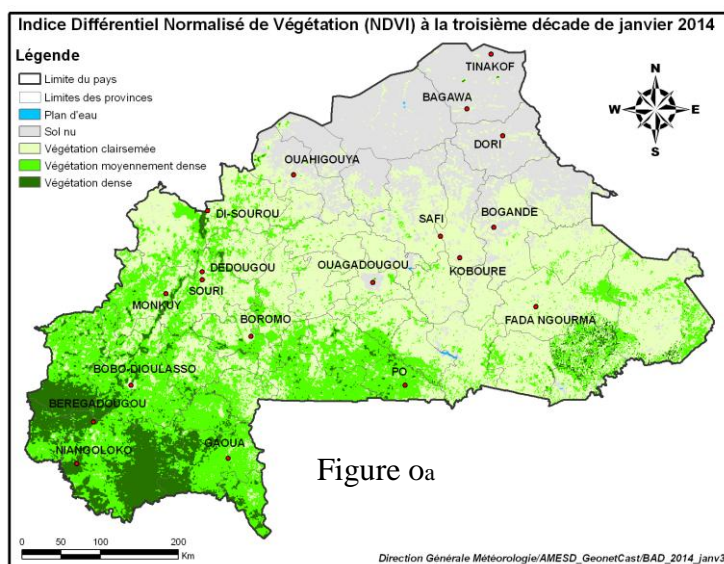 Indice Différentiel Normalisé de Végétation (NDVI) à la troisième décade de janvier 2014
Légende
Limite du pays
Limites des provinces
Plan d'eau
Sol nu
Végétation clairsemée
Végétation moyennement dense
Végétation dense
N
W
E
S
TINAKOF
BAGAWA
DORI
OUAHIGOUYA
DI-SOUROU
SAFI
BOGANDE
DEDOUGOU
OUAGADOUGOU
KOBOURE
SOURI
MONKUY
BOROMO
FADA NGOURMA
BOBO-DIOULASSO
PO
BEREGADOUGOU
GAOUA
NIANGOLOKO
Figure oa
0 50 100 200
Km
Direction Générale Météorologie/AMESD_GeonetCast/BAD_2014_janv3